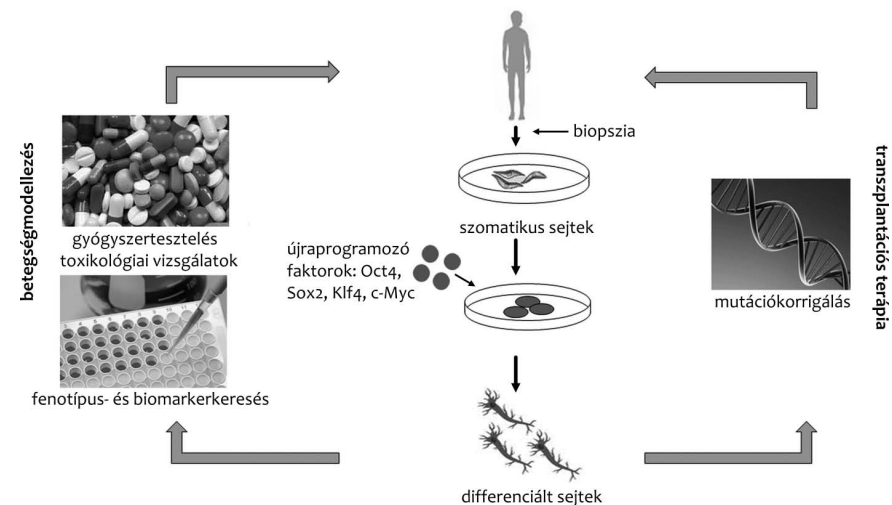 biopszia
szomatikus sejtek
újraprogramozó
faktorok: Oct4,
Sox2, Klf4, c-Myc
differenciált sejtek
betegségmodellezés
gyógyszertesztelés
toxikológiai vizsgálatok
fenotípus- és biomarkerkeresés
mutációkorrigálás
transzplantációs terápia